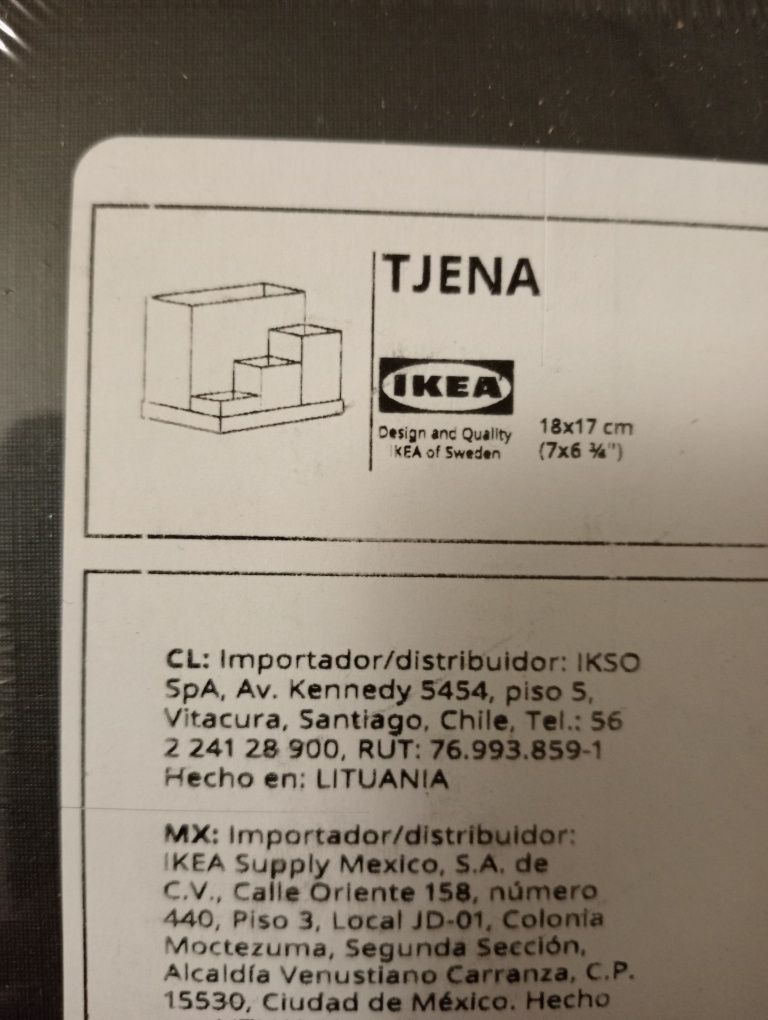 TJENA
IKEA
Design and Quality
IKEA of Sweden
18x17 cm
(7x6 ¾")
CL: Importador/distribuidor: IKSO
SpA, Av. Kennedy 5454, piso 5,
Vitacura, Santiago, Chile, Tel.: 56
2 241 28 900, RUT: 76.993.859-1
Hecho en: LITUANIA
MX: Importador/distribuidor:
IKEA Supply Mexico, S.A. de
C.V., Calle Oriente 158, número
440, Piso 3, Local JD-01, Colonia
Moctezuma, Segunda Sección,
Alcaldía Venustiano Carranza, C.P.
15530, Ciudad de México. Hecho